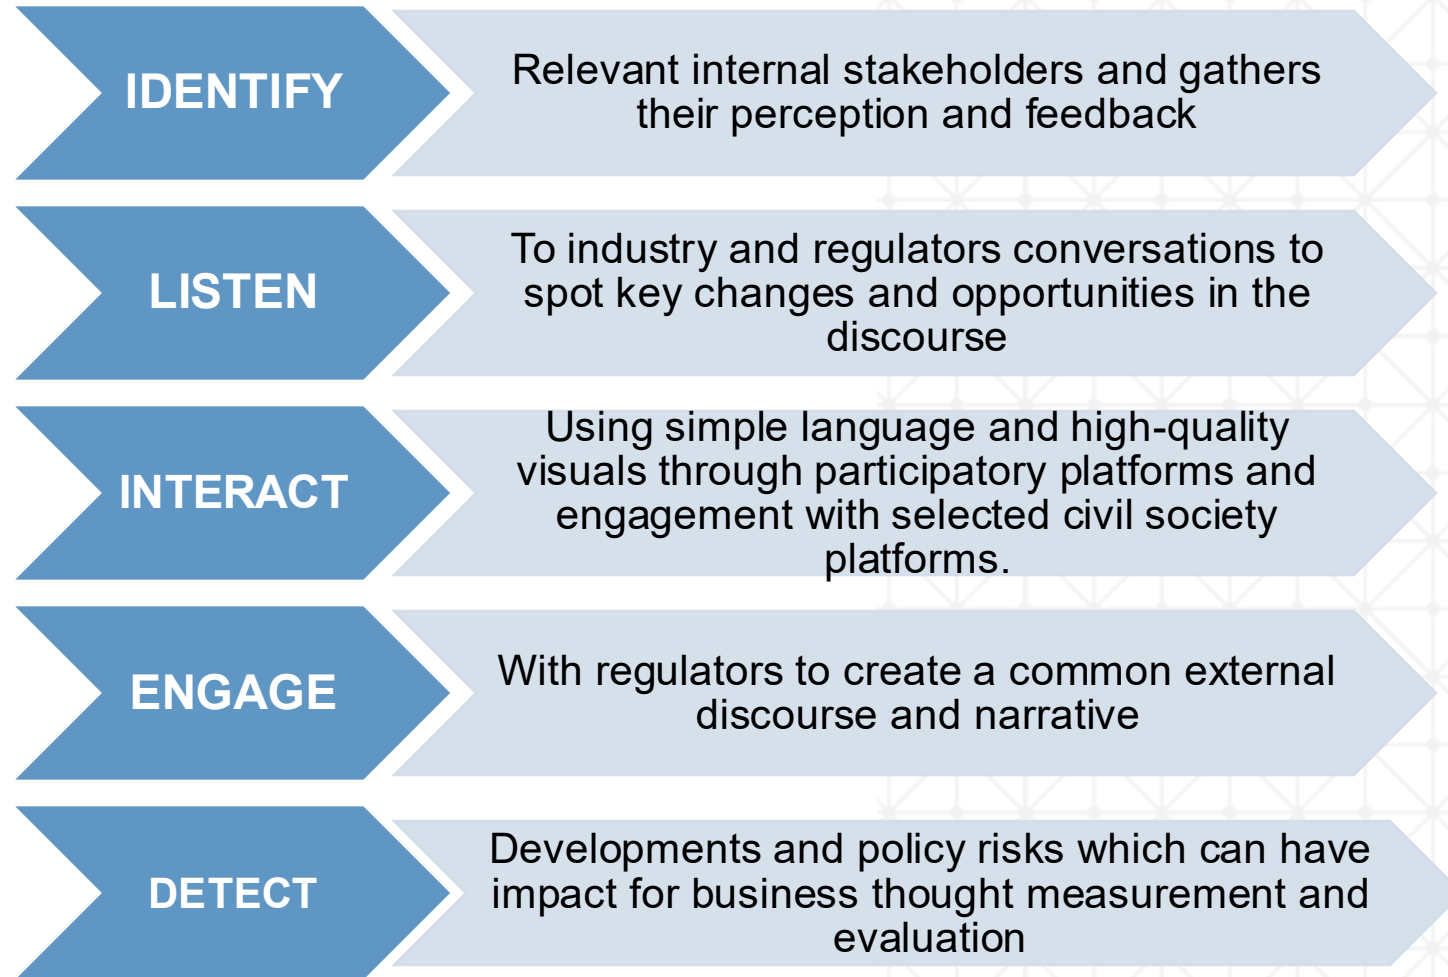 IDENTIFY
Relevant internal stakeholders and gathers
their perception and feedback
LISTEN
To industry and regulators conversations to
spot key changes and opportunities in the
discourse
INTERACT
Using simple language and high-quality
visuals through participatory platforms and
engagement with selected civil society
platforms.
ENGAGE
With regulators to create a common external
discourse and narrative
DETECT
Developments and policy risks which can have
impact for business thought measurement and
evaluation